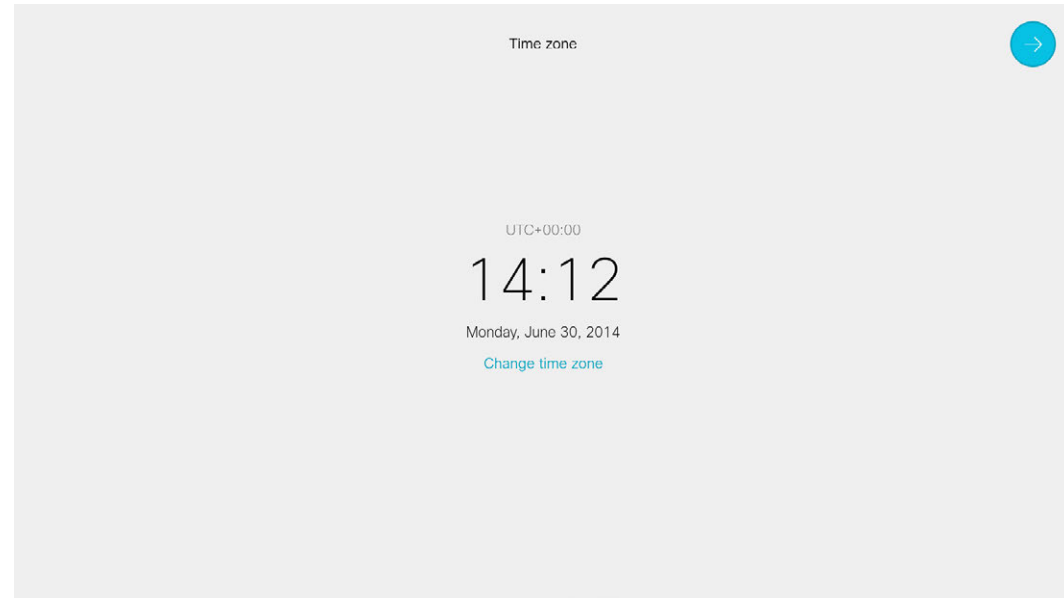 Time zone
UTC+00:00
14:12
Monday, June 30, 2014
Change time zone